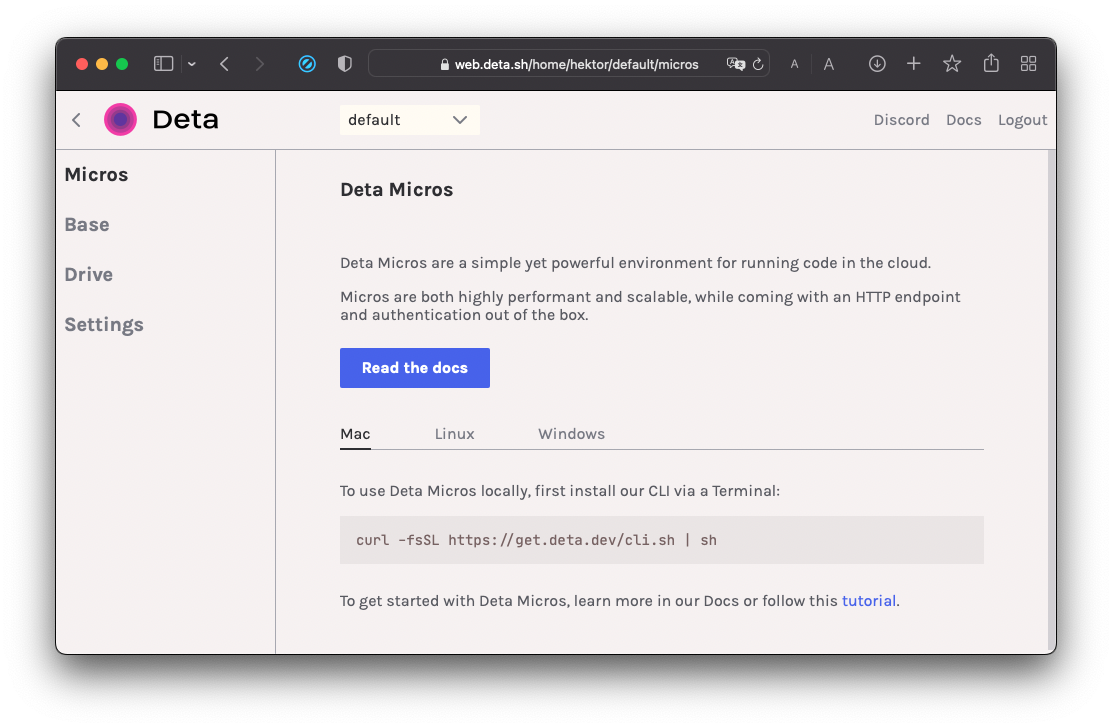 web.deta.sh/home/hektor/default/micros
A A
Deta
default
Discord Docs Logout
Micros
Base
Drive
Settings
Deta Micros
Deta Micros are a simple yet powerful environment for running code in the cloud.
Micros are both highly performant and scalable, while coming with an HTTP endpoint
and authentication out of the box.
Read the docs
Mac Linux Windows
To use Deta Micros locally, first install our CLI via a Terminal:
curl -fsSL https://get.deta.dev/cli.sh | sh
To get started with Deta Micros, learn more in our Docs or follow this tutorial.